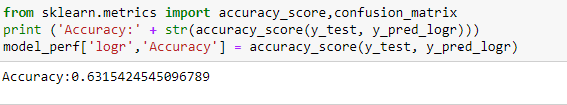 from sklearn.metrics import accuracy_score,confusion_matrix
print ('Accuracy:' + str(accuracy_score(y_test, y_pred_logr)))
model_perf['logr','Accuracy'] = accuracy_score(y_test, y_pred_logr)
Accuracy:0.6315424545096789